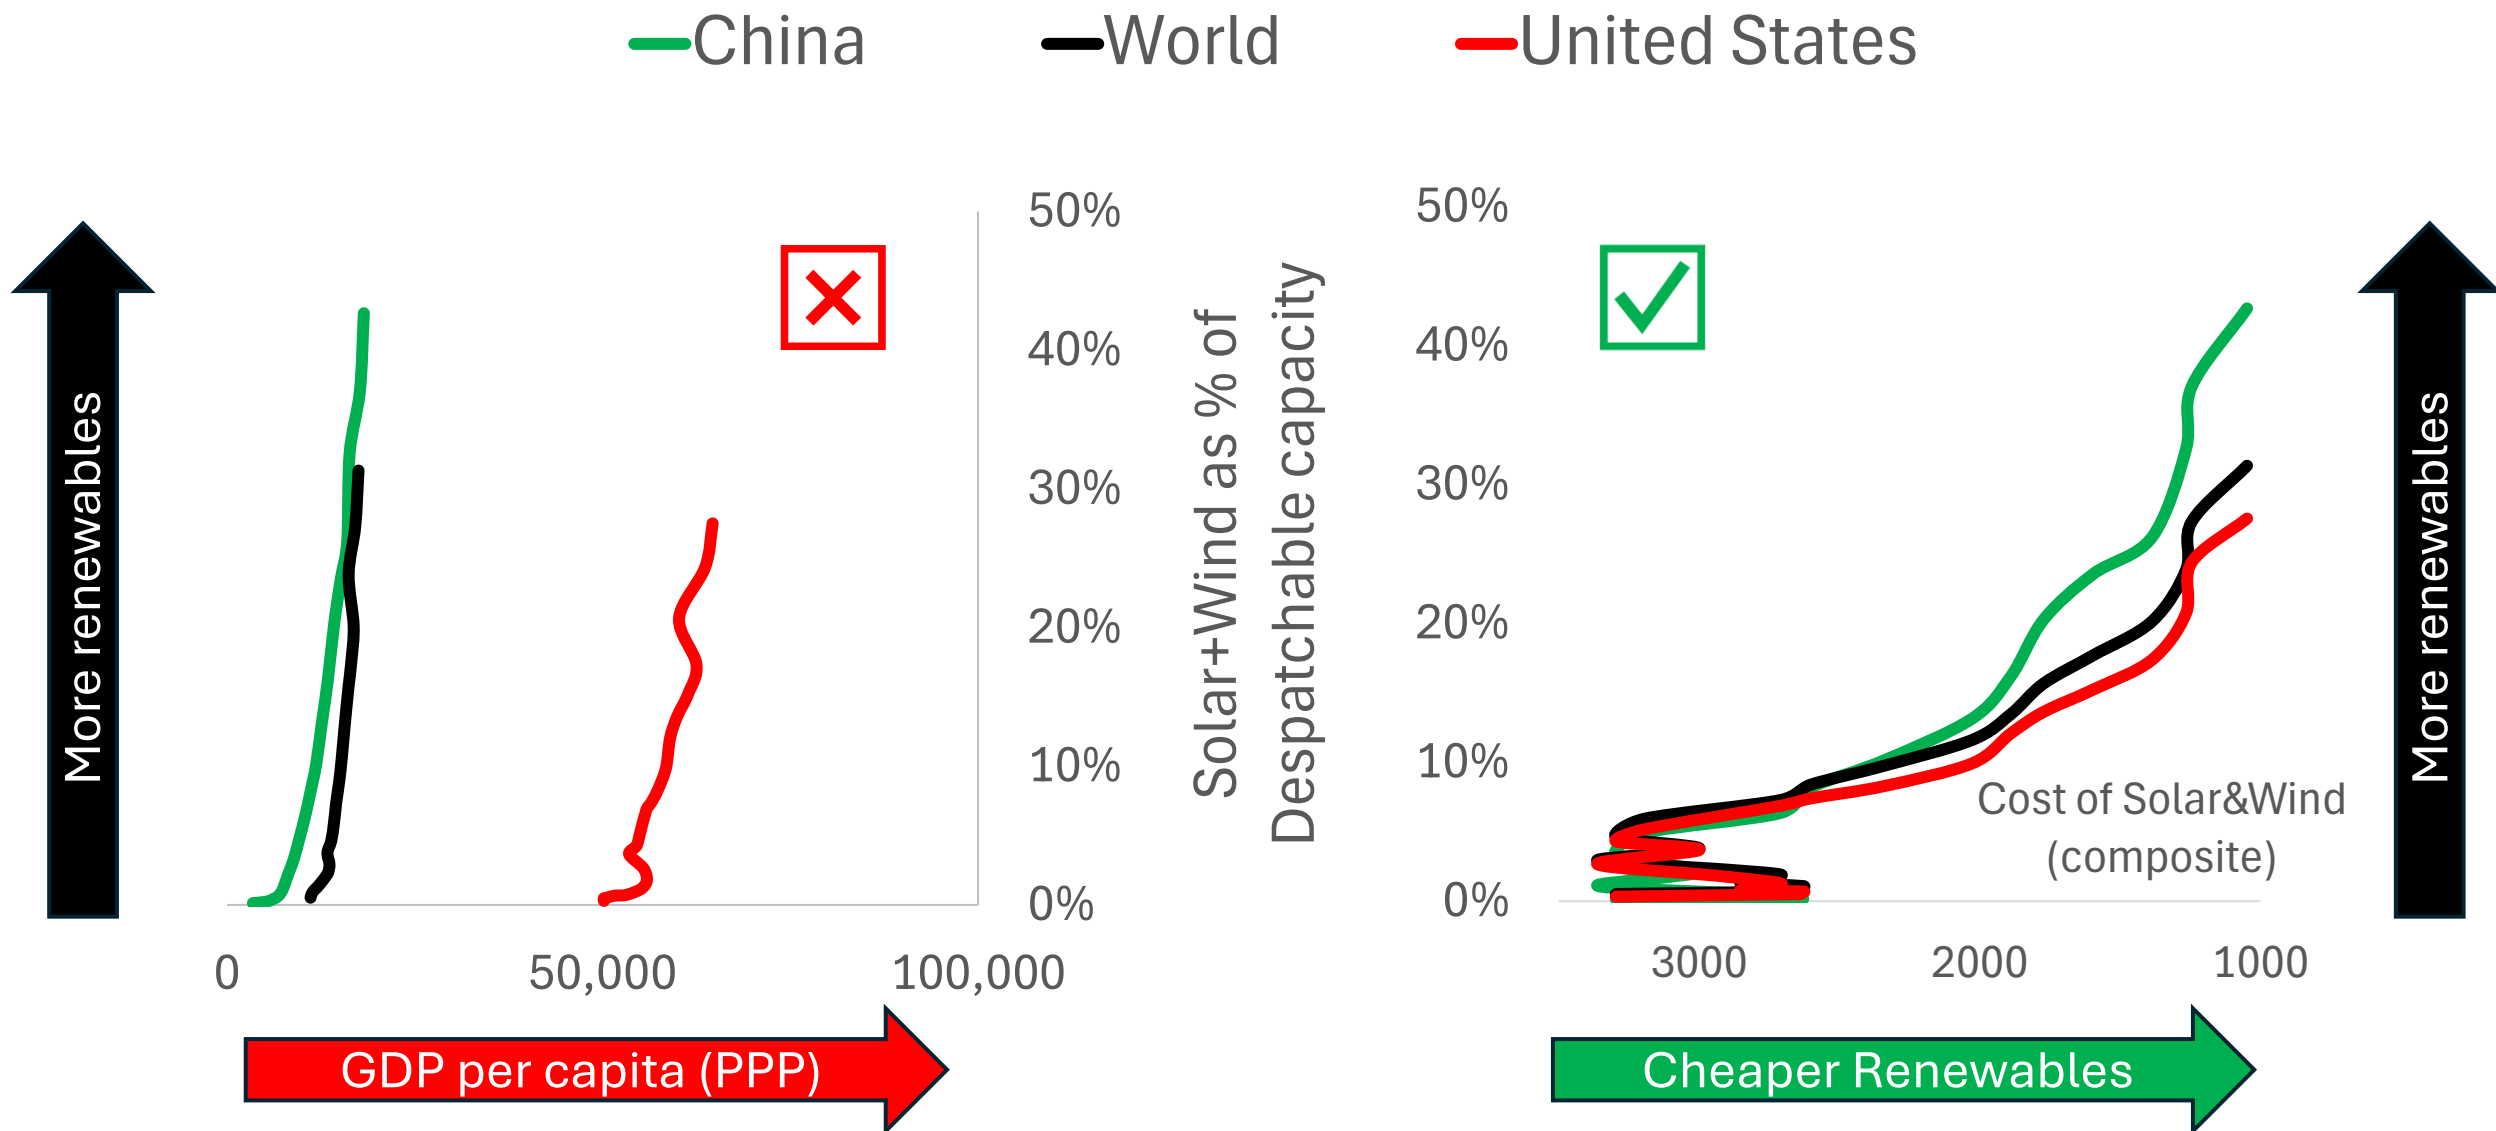 China
World
United States
More renewables
50%
40%
30%
20%
10%
0%
0
50,000
100,000
GDP per capita (PPP)
Solar+Wind as % of
Despatchable capacity
50%
40%
30%
20%
10%
0%
Cost of Solar&Wind
(composite)
3000
2000
1000
Cheaper Renewables
More renewables